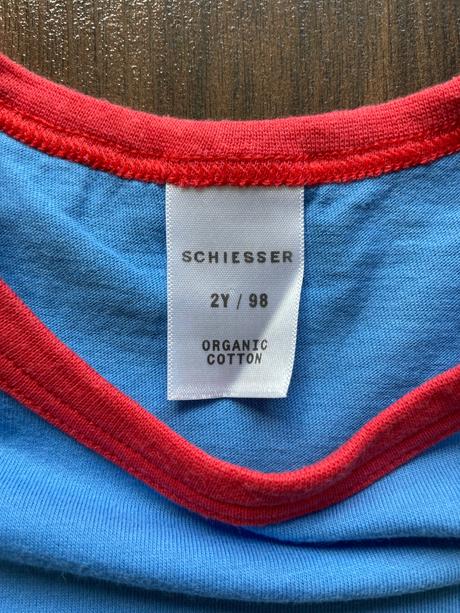 SCHIESSER
2Y / 98
ORGANIC
COTTON